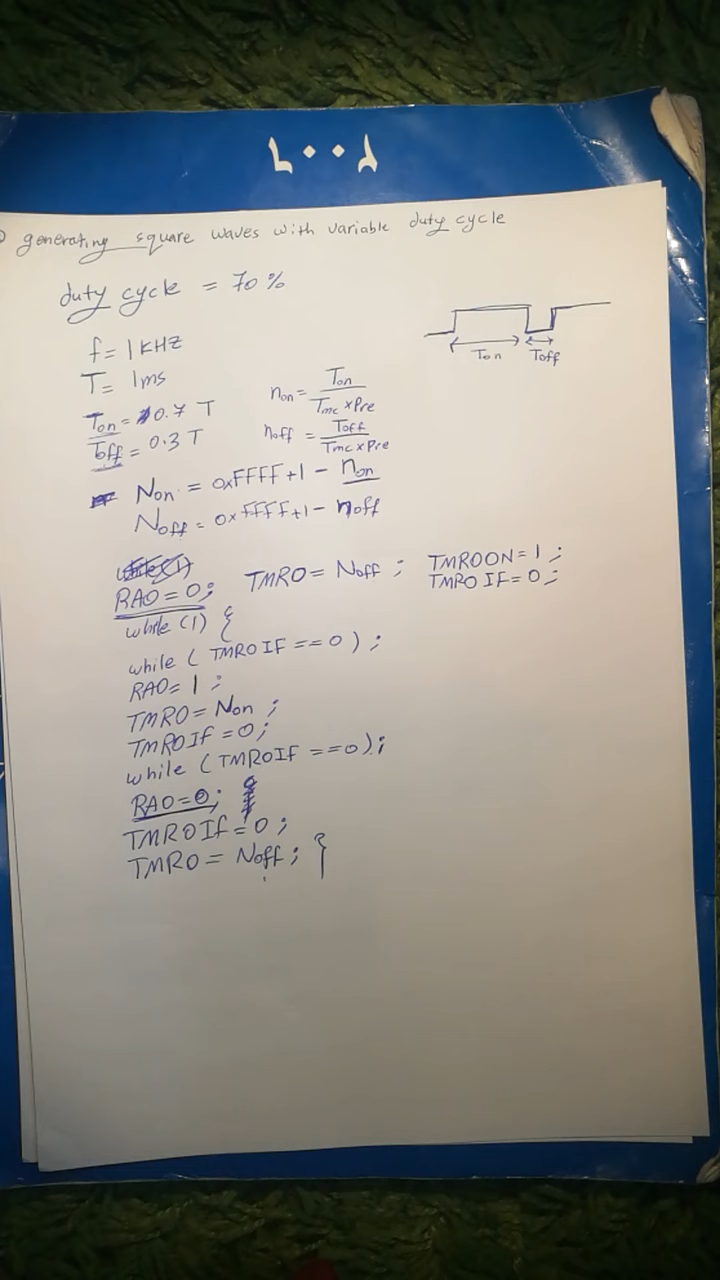 ٢٠٠٨
generating square waves with variable duty cycle
duty cycle = 70%
f = 1KHZ
T = 1ms
Ton = 0.7 T
Toff = 0.3 T
non = Ton / Tmc x Pre
noff = Toff / Tmc x Pre
Ton Toff
Non = 0xFFFF+1 - non
Noff = 0xFFFF+1 - noff
RA0 = 0; TMR0 = Noff; TMR0ON = 1;
TMR0IF = 0;
while (1) {
while ( TMR0IF == 0 );
RA0 = 1;
TMR0 = Non;
TMR0IF = 0;
while (TMR0IF == 0);
RA0 = 0;
TMR0IF = 0;
TMR0 = Noff; }